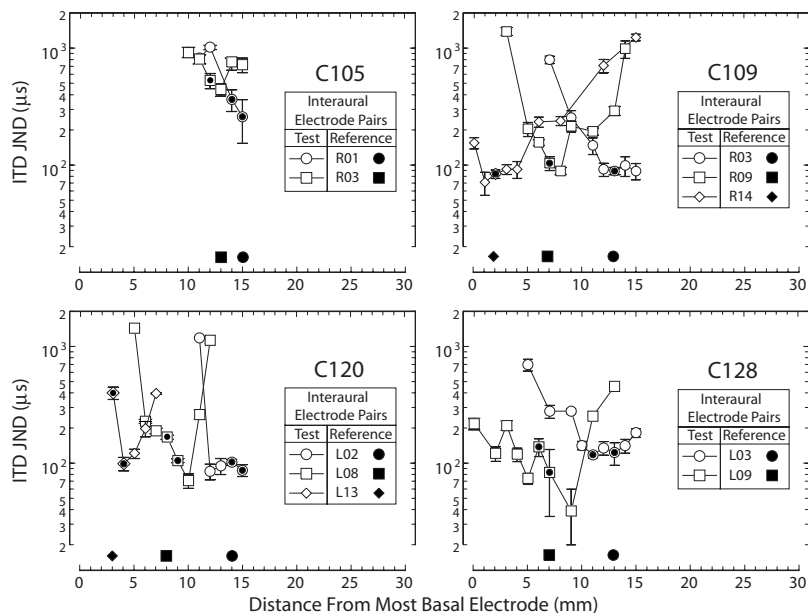 ITD JND (μs)
2
10³
7
5
4
3
2
10²
7
5
4
3
2
C105
Interaural
Electrode Pairs
Test Reference
R01
R03
0 5 10 15 20 25 30
2
10³
7
5
4
3
2
10²
7
5
4
3
2
C109
Interaural
Electrode Pairs
Test Reference
R03
R09
R14
0 5 10 15 20 25 30
ITD JND (μs)
2
10³
7
5
4
3
2
10²
7
5
4
3
2
C120
Interaural
Electrode Pairs
Test Reference
L02
L08
L13
0 5 10 15 20 25 30
2
10³
7
5
4
3
2
10²
7
5
4
3
2
C128
Interaural
Electrode Pairs
Test Reference
L03
L09
0 5 10 15 20 25 30
Distance From Most Basal Electrode (mm)